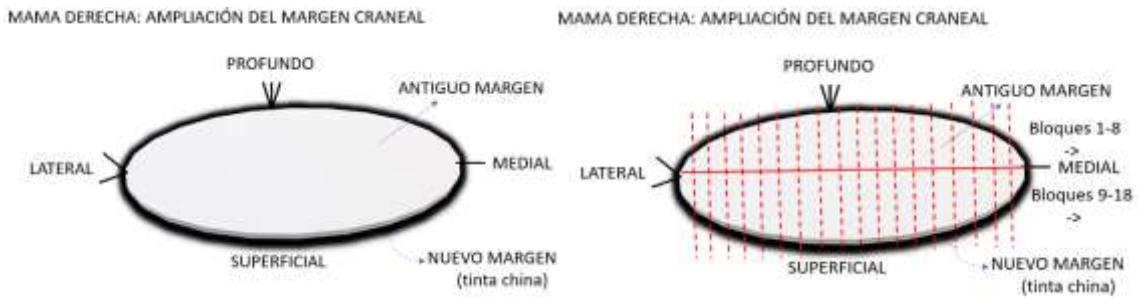 MAMA DERECHA: AMPLIACIÓN DEL MARGEN CRANEAL
PROFUNDO
ANTIGUO MARGEN
LATERAL
MEDIAL
SUPERFICIAL
NUEVO MARGEN
(tinta china)
MAMA DERECHA: AMPLIACIÓN DEL MARGEN CRANEAL
PROFUNDO
ANTIGUO MARGEN
Bloques 1-8
->
LATERAL
MEDIAL
Bloques 9-18
->
SUPERFICIAL
NUEVO MARGEN
(tinta china)